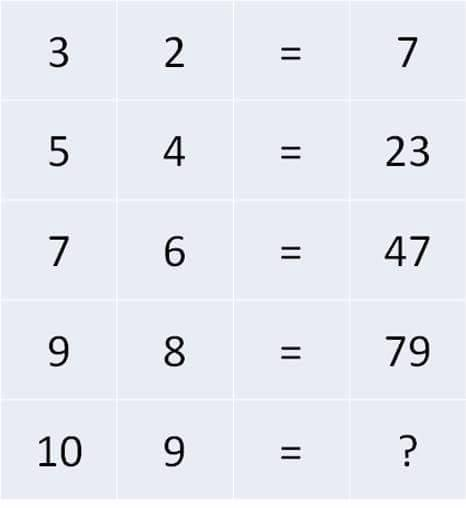 3 2 = 7
5 4 = 23
7 6 = 47
9 8 = 79
10 9 = ?